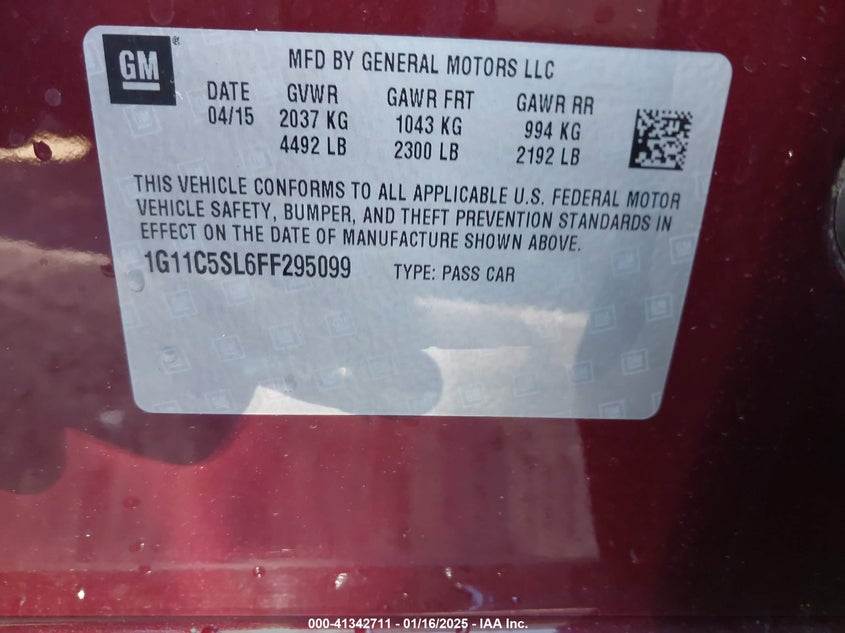 GM®
MFD BY GENERAL MOTORS LLC
DATE GVWR GAWR FRT GAWR RR
04/15 2037 KG 1043 KG 994 KG
4492 LB 2300 LB 2192 LB
THIS VEHICLE CONFORMS TO ALL APPLICABLE U.S. FEDERAL MOTOR
VEHICLE SAFETY, BUMPER, AND THEFT PREVENTION STANDARDS IN
EFFECT ON THE DATE OF MANUFACTURE SHOWN ABOVE.
1G11C5SL6FF295099 TYPE: PASS CAR
000-41342711 - 01/16/2025 - IAA Inc.